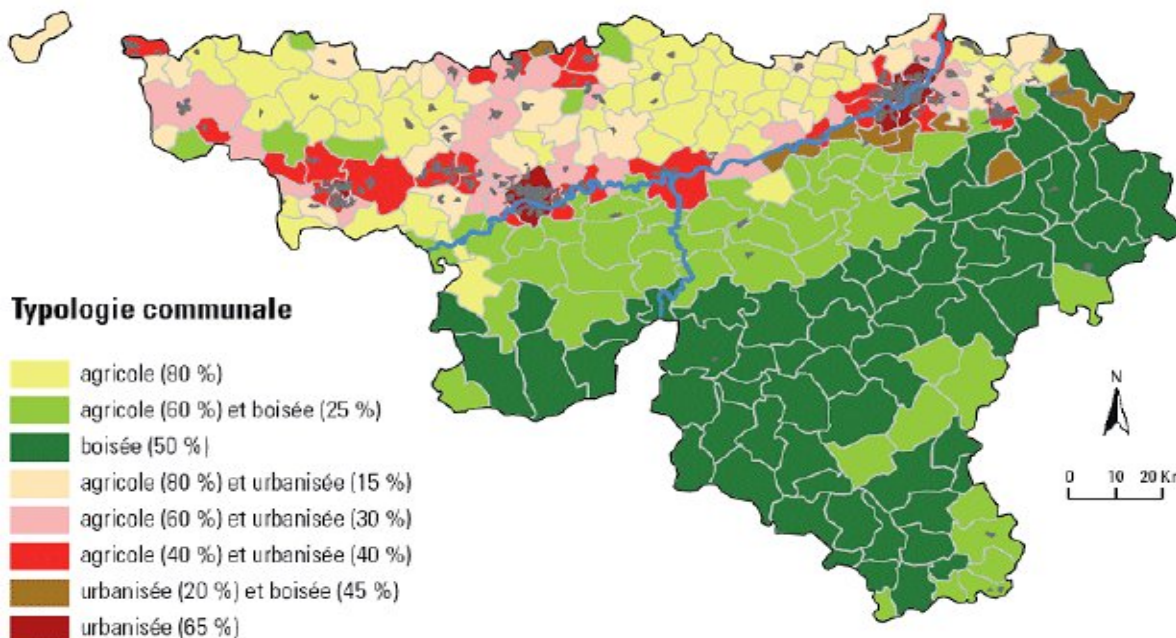 Typologie communale
agricole (80 %)
agricole (60 %) et boisée (25 %)
boisée (50 %)
agricole (80 %) et urbanisée (15 %)
agricole (60 %) et urbanisée (30 %)
agricole (40 %) et urbanisée (40 %)
urbanisée (20 %) et boisée (45 %)
urbanisée (65 %)
N
0 10 20 Km